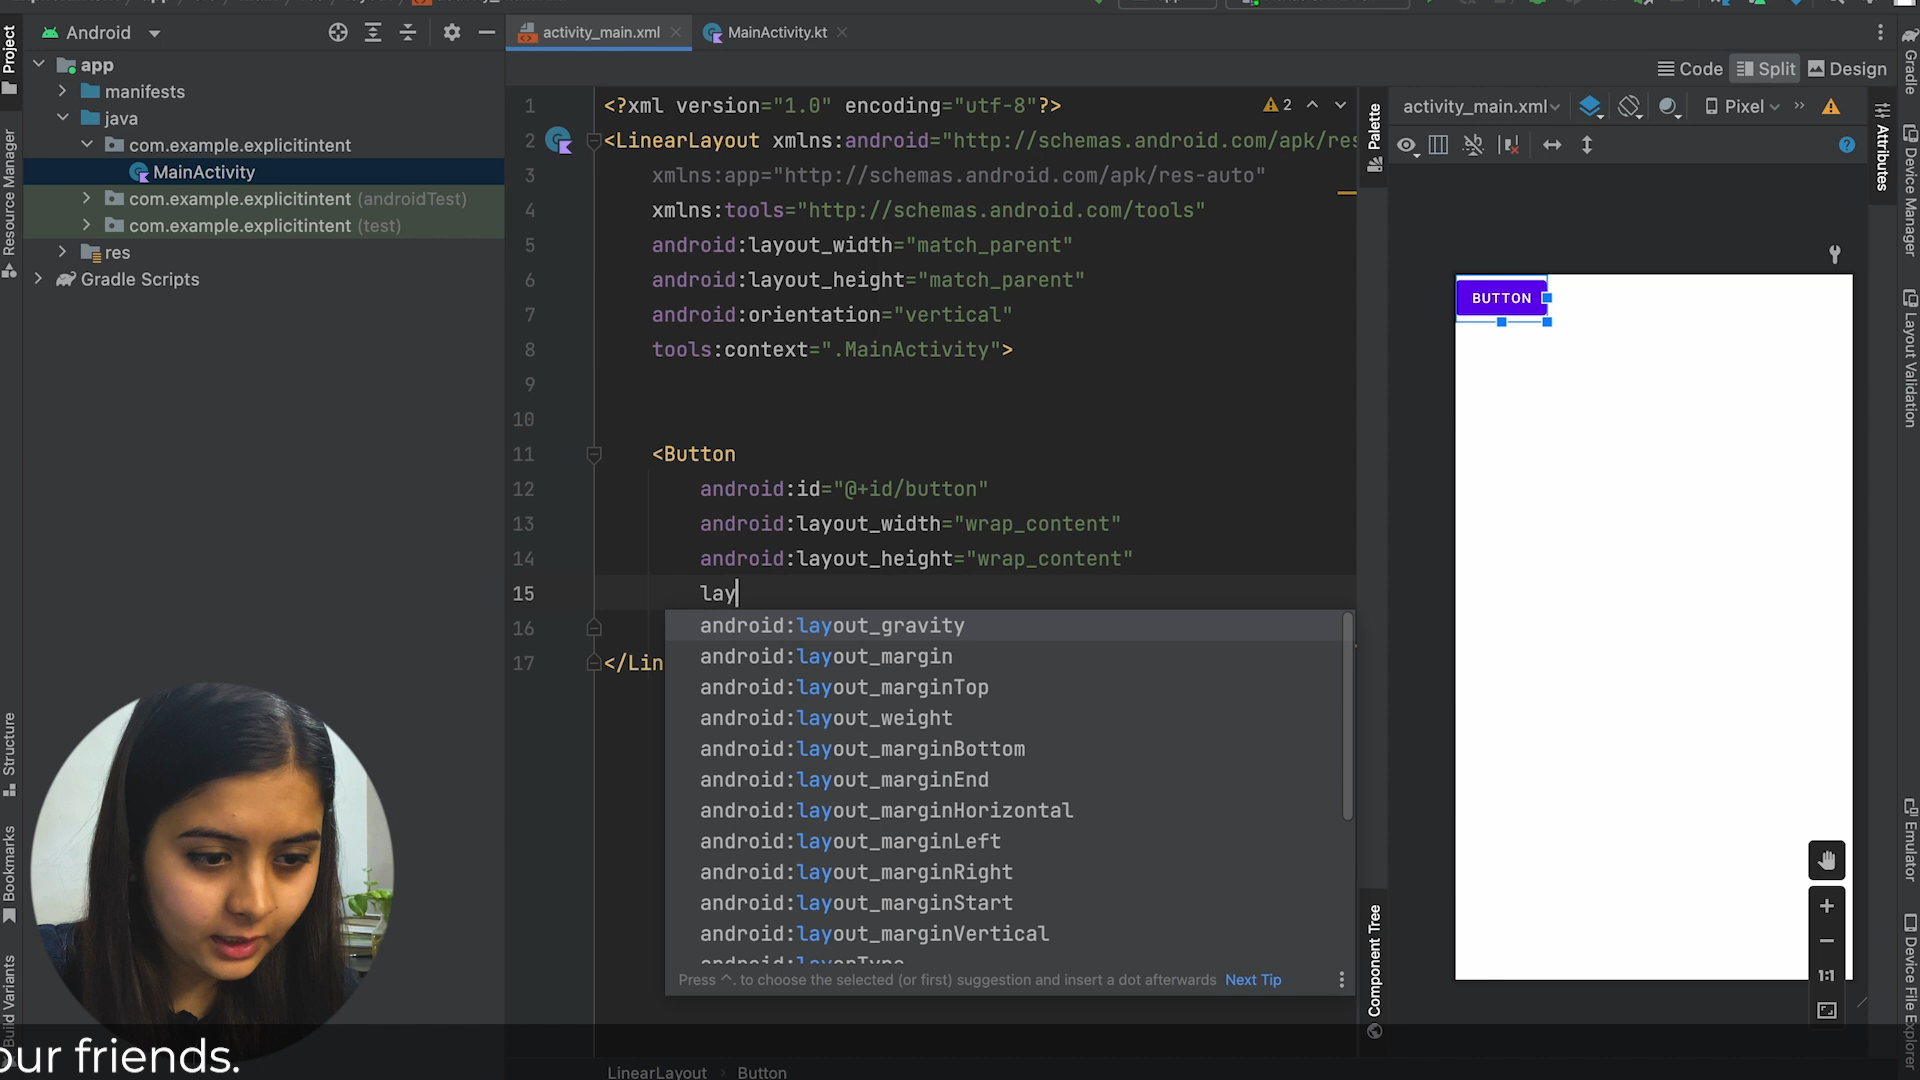 Android
activity_main.xml
MainActivity.kt
Project
Gradle
app
manifests
java
com.example.explicitintent
MainActivity
com.example.explicitintent (androidTest)
com.example.explicitintent (test)
res
Gradle Scripts
Resource Manager
Structure
Bookmarks
Build Variants
Code
Split
Design
1 <?xml version="1.0" encoding="utf-8"?>
2
2 <LinearLayout xmlns:android="http://schemas.android.com/apk/res
3 xmlns:app="http://schemas.android.com/apk/res-auto"
4 xmlns:tools="http://schemas.android.com/tools"
5 android:layout_width="match_parent"
6 android:layout_height="match_parent"
7 android:orientation="vertical"
8 tools:context=".MainActivity">
9
10
11 <Button
12 android:id="@+id/button"
13 android:layout_width="wrap_content"
14 android:layout_height="wrap_content"
15 lay
16
17 </Lin
android:layout_gravity
android:layout_margin
android:layout_marginTop
android:layout_weight
android:layout_marginBottom
android:layout_marginEnd
android:layout_marginHorizontal
android:layout_marginLeft
android:layout_marginRight
android:layout_marginStart
android:layout_marginVertical
Press ^. to choose the selected (or first) suggestion and insert a dot afterwards Next Tip
LinearLayout > Button
Palette
Component Tree
activity_main.xml
Pixel
BUTTON
1:1
Attributes
Device Manager
Layout Validation
Emulator
Device File Explorer
our friends.